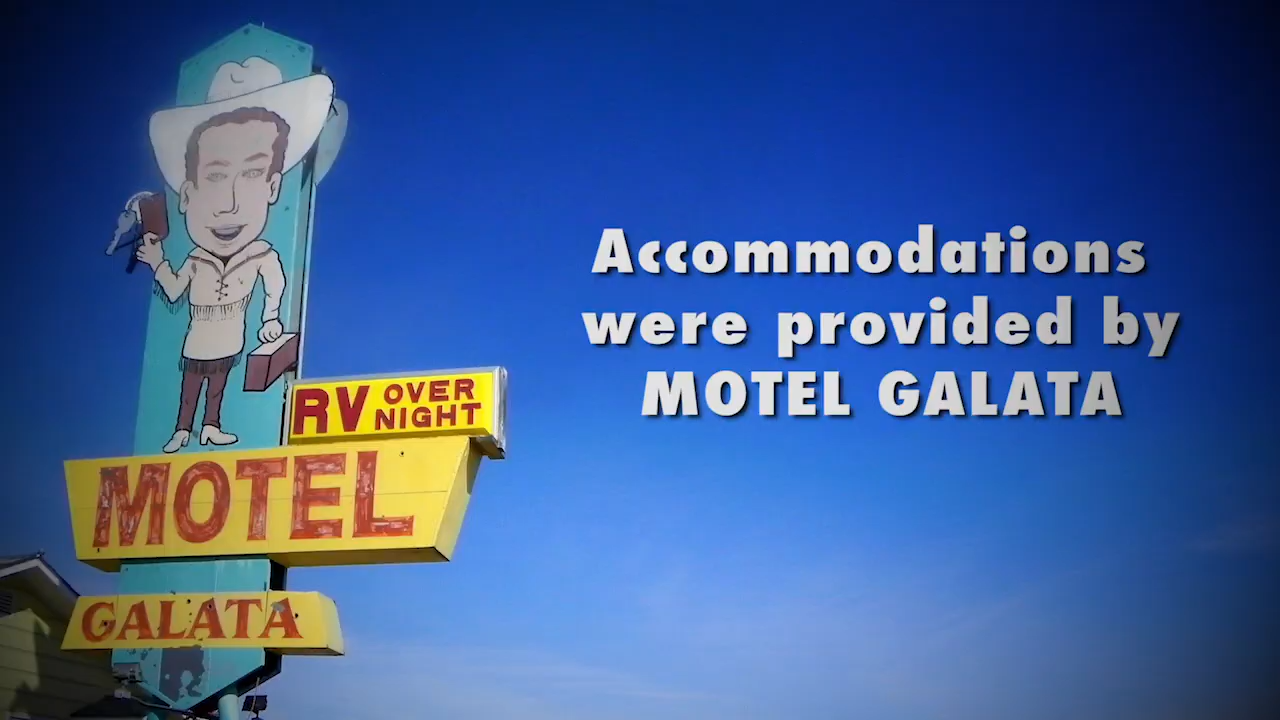 RV OVER
NIGHT
MOTEL
GALATA
Accommodations
were provided by
MOTEL GALATA